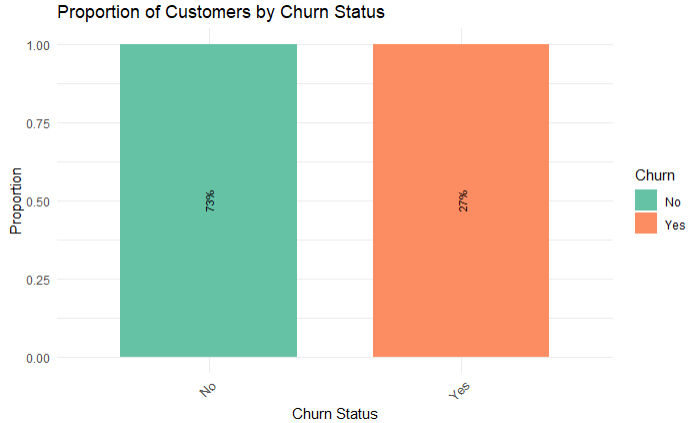 Proportion of Customers by Churn Status
1.00
0.75
0.50
0.25
0.00
Proportion
73%
27%
No
Yes
Churn Status
Churn
No
Yes